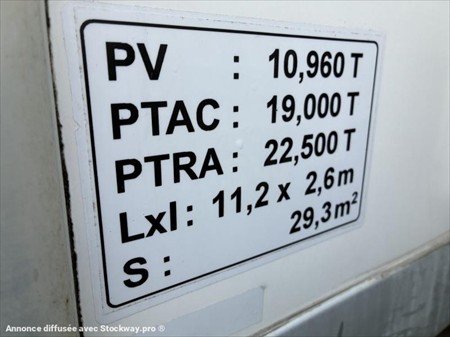 PV : 10,960 T
PTAC : 19,000 T
PTRA : 22,500 T
LxI : 11,2 x 2,6 m
S : 29,3 m²
Annonce diffusée avec Stockway.pro ®